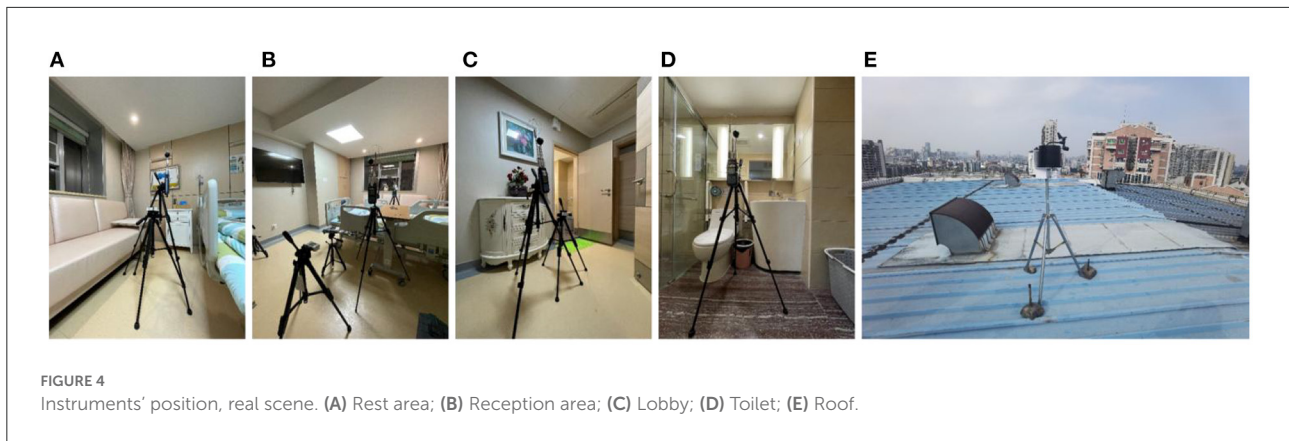 A B C D E
FIGURE 4
Instruments' position, real scene. (A) Rest area; (B) Reception area; (C) Lobby; (D) Toilet; (E) Roof.